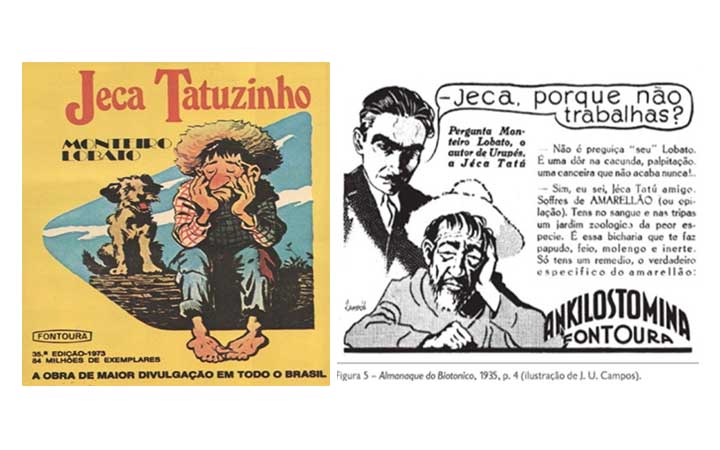 Jeca Tatuzinho
MONTEIRO
LOBATO
FONTOURA
35.ª EDIÇÃO-1973
84 MILHÕES DE EXEMPLARES
A OBRA DE MAIOR DIVULGAÇÃO EM TODO O BRASIL
-Jeca, porque não
trabalhas?
Pergunta Mon-
teiro Lobato, o
autor de Urupés,
a Jéca Tatú
— Não é preguiça "seu" Lobato.
É uma dôr na cacunda, palpitação,
uma canceira que não acaba nunca!..
— Sim, eu sei, Jéca Tatú amigo.
Soffres de AMARELLÃO (ou opi-
lação). Tens no sangue e nas tripas
um jardim zoologico da peor es-
pecie. É essa bicharia que te faz
papudo, feio, molengo e inerte.
Só tens um remedio, o verdadeiro
especifico do amarellão:
J. CAMPOS
ANKILOSTOMINA
FONTOURA
Figura 5 – Almanaque do Biotonico, 1935, p. 4 (ilustração de J. U. Campos).